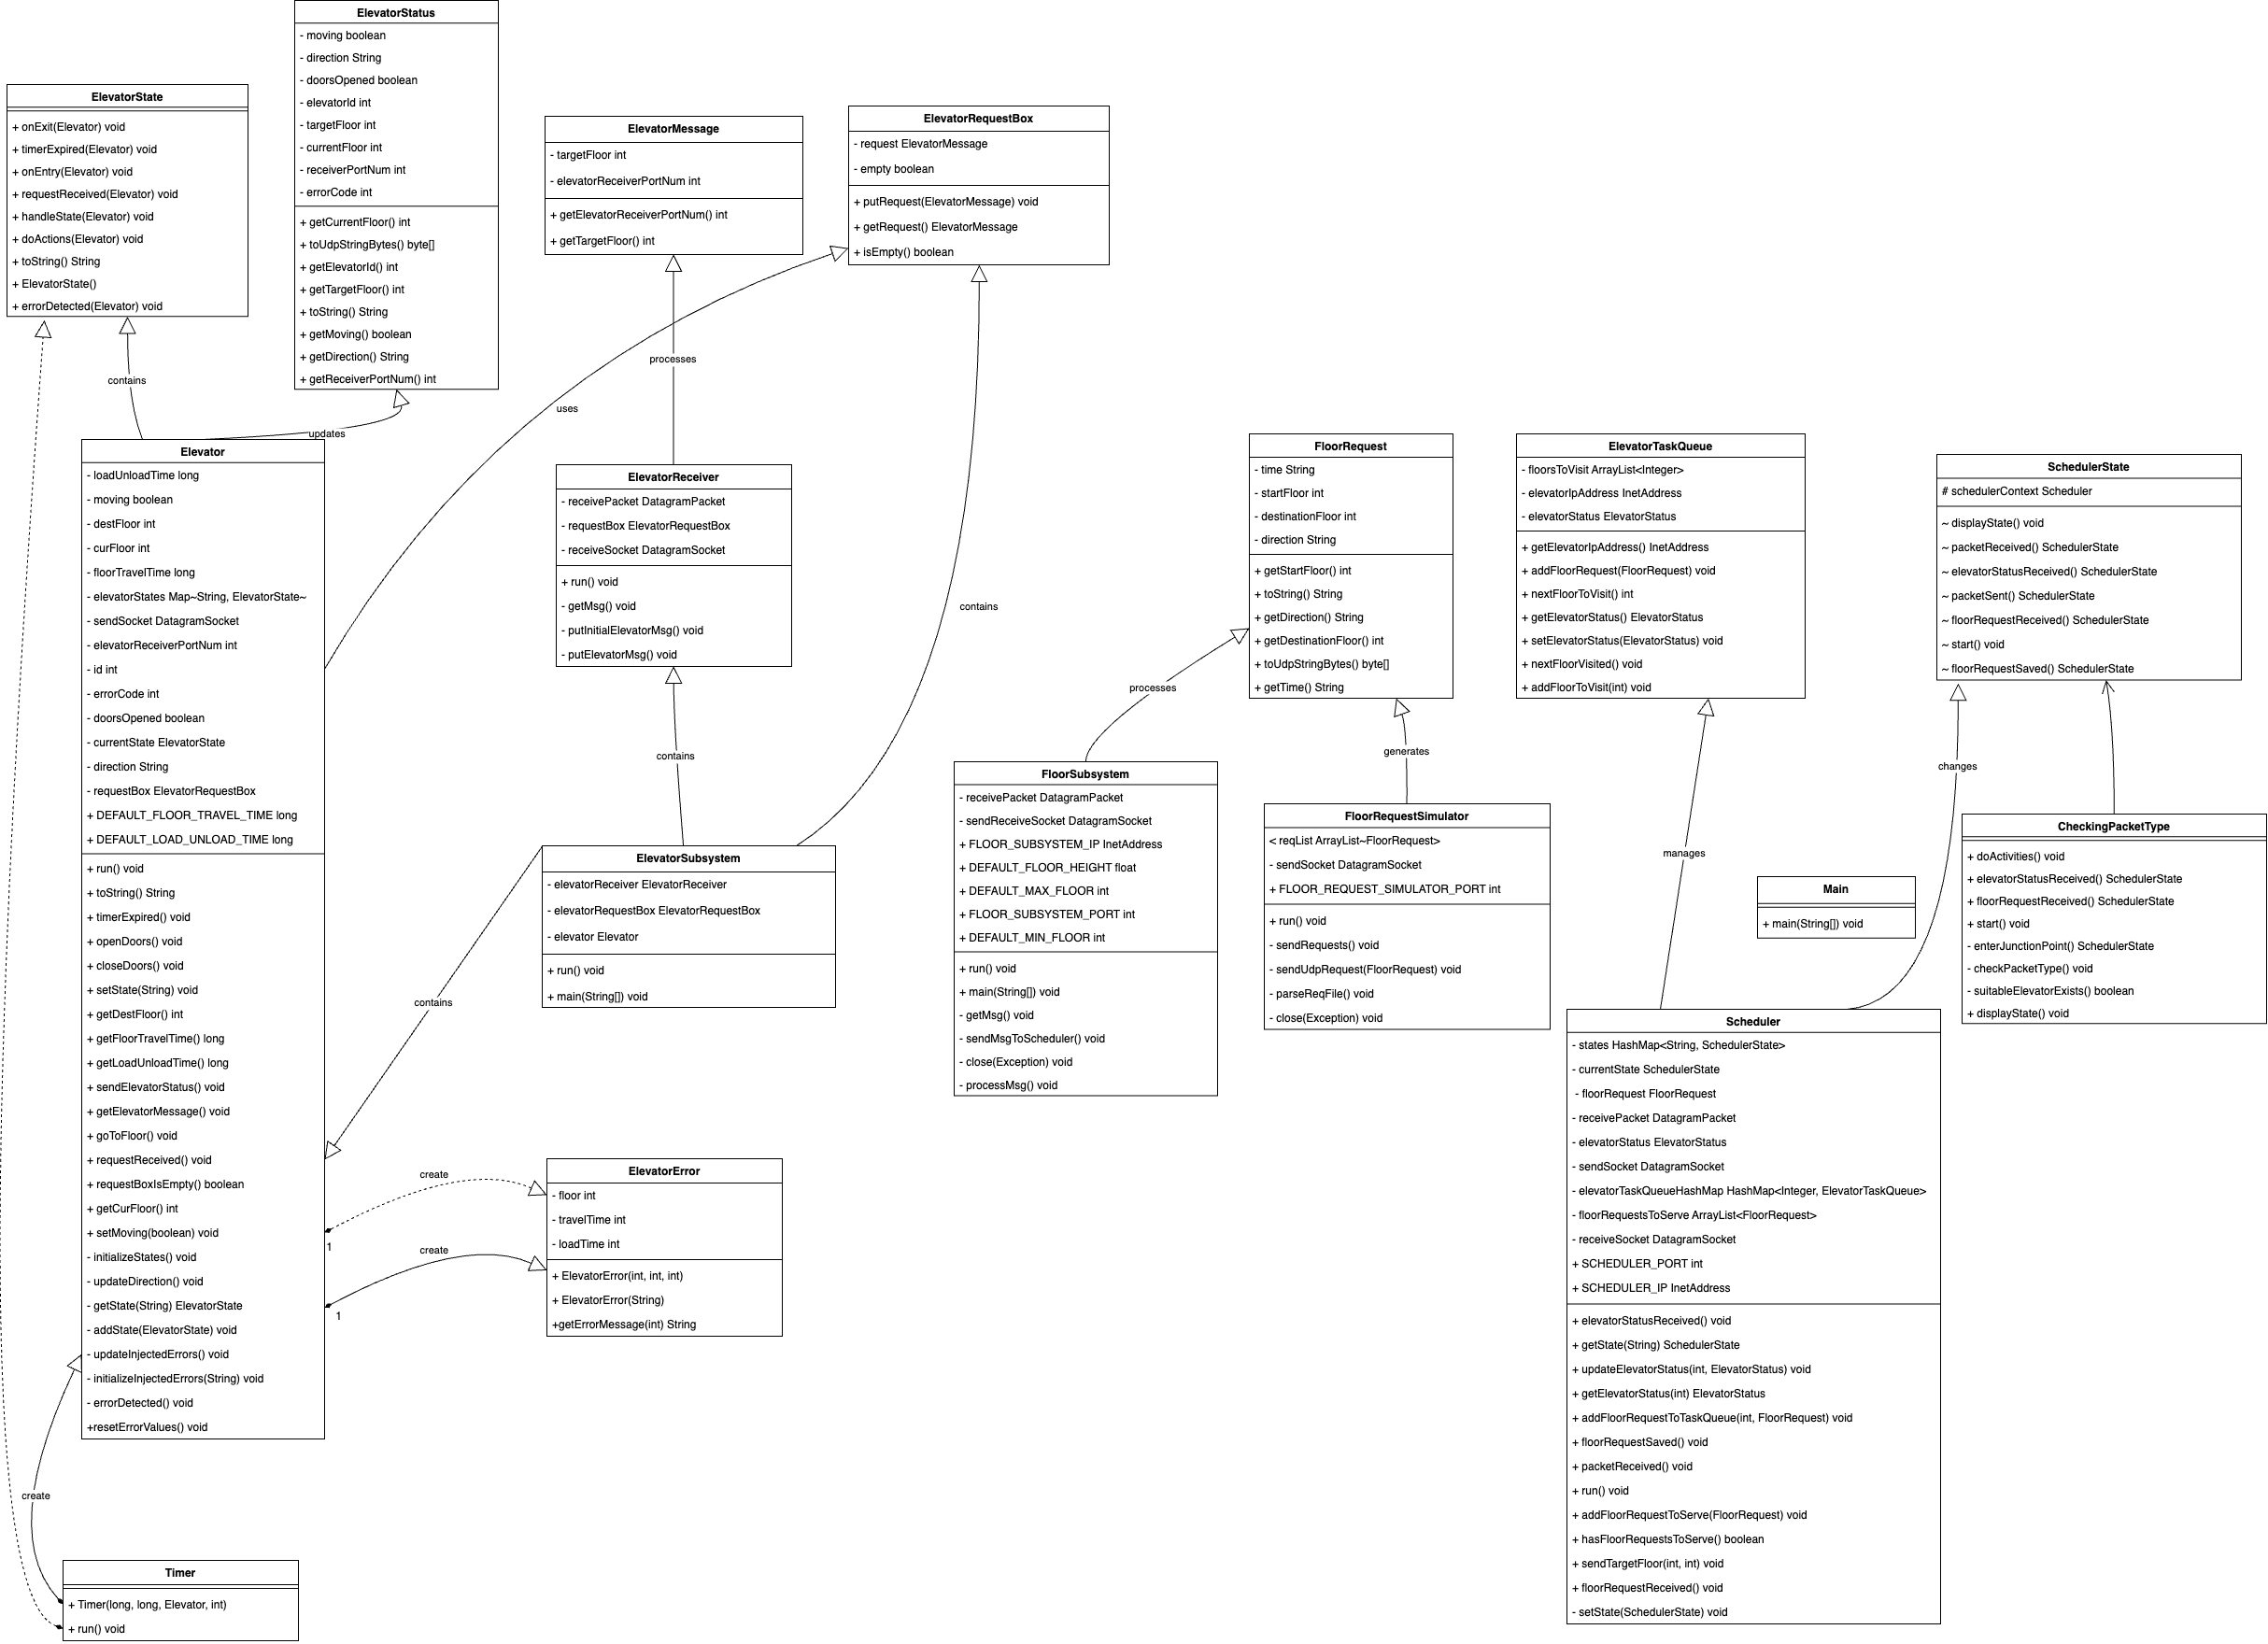 ElevatorStatus
- moving boolean
- direction String
- doorsOpened boolean
- elevatorId int
- targetFloor int
- currentFloor int
- receiverPortNum int
- errorCode int
+ getCurrentFloor() int
+ toUdpStringBytes() byte[]
+ getElevatorId() int
+ getTargetFloor() int
+ toString() String
+ getMoving() boolean
+ getDirection() String
+ getReceiverPortNum() int
ElevatorState
+ onExit(Elevator) void
+ timerExpired(Elevator) void
+ onEntry(Elevator) void
+ requestReceived(Elevator) void
+ handleState(Elevator) void
+ doActions(Elevator) void
+ toString() String
+ ElevatorState()
+ errorDetected(Elevator) void
ElevatorMessage
- targetFloor int
- elevatorReceiverPortNum int
+ getElevatorReceiverPortNum() int
+ getTargetFloor() int
ElevatorRequestBox
- request ElevatorMessage
- empty boolean
+ putRequest(ElevatorMessage) void
+ getRequest() ElevatorMessage
+ isEmpty() boolean
contains
updates
uses
processes
contains
Elevator
- loadUnloadTime long
- moving boolean
- destFloor int
- curFloor int
- floorTravelTime long
- elevatorStates Map~String, ElevatorState~
- sendSocket DatagramSocket
- elevatorReceiverPortNum int
- id int
- errorCode int
- doorsOpened boolean
- currentState ElevatorState
- direction String
- requestBox ElevatorRequestBox
+ DEFAULT_FLOOR_TRAVEL_TIME long
+ DEFAULT_LOAD_UNLOAD_TIME long
+ run() void
+ toString() String
+ timerExpired() void
+ openDoors() void
+ closeDoors() void
+ setState(String) void
+ getDestFloor() int
+ getFloorTravelTime() long
+ getLoadUnloadTime() long
+ sendElevatorStatus() void
+ getElevatorMessage() void
+ goToFloor() void
+ requestReceived() void
+ requestBoxIsEmpty() boolean
+ getCurFloor() int
+ setMoving(boolean) void
- initializeStates() void
- updateDirection() void
- getState(String) ElevatorState
- addState(ElevatorState) void
- updateInjectedErrors() void
- initializeInjectedErrors(String) void
- errorDetected() void
+resetErrorValues() void
ElevatorReceiver
- receivePacket DatagramPacket
- requestBox ElevatorRequestBox
- receiveSocket DatagramSocket
+ run() void
- getMsg() void
- putInitialElevatorMsg() void
- putElevatorMsg() void
contains
ElevatorSubsystem
- elevatorReceiver ElevatorReceiver
- elevatorRequestBox ElevatorRequestBox
- elevator Elevator
+ run() void
+ main(String[]) void
contains
create
1
create
1
ElevatorError
- floor int
- travelTime int
- loadTime int
+ ElevatorError(int, int, int)
+ ElevatorError(String)
+getErrorMessage(int) String
create
Timer
+ Timer(long, long, Elevator, int)
+ run() void
FloorRequest
- time String
- startFloor int
- destinationFloor int
- direction String
+ getStartFloor() int
+ toString() String
+ getDirection() String
+ getDestinationFloor() int
+ toUdpStringBytes() byte[]
+ getTime() String
processes
generates
FloorSubsystem
- receivePacket DatagramPacket
- sendReceiveSocket DatagramSocket
+ FLOOR_SUBSYSTEM_IP InetAddress
+ DEFAULT_FLOOR_HEIGHT float
+ DEFAULT_MAX_FLOOR int
+ FLOOR_SUBSYSTEM_PORT int
+ DEFAULT_MIN_FLOOR int
+ run() void
+ main(String[]) void
- getMsg() void
- sendMsgToScheduler() void
- close(Exception) void
- processMsg() void
FloorRequestSimulator
< reqList ArrayList~FloorRequest>
- sendSocket DatagramSocket
+ FLOOR_REQUEST_SIMULATOR_PORT int
+ run() void
- sendRequests() void
- sendUdpRequest(FloorRequest) void
- parseReqFile() void
- close(Exception) void
ElevatorTaskQueue
- floorsToVisit ArrayList<Integer>
- elevatorIpAddress InetAddress
- elevatorStatus ElevatorStatus
+ getElevatorIpAddress() InetAddress
+ addFloorRequest(FloorRequest) void
+ nextFloorToVisit() int
+ getElevatorStatus() ElevatorStatus
+ setElevatorStatus(ElevatorStatus) void
+ nextFloorVisited() void
+ addFloorToVisit(int) void
SchedulerState
# schedulerContext Scheduler
~ displayState() void
~ packetReceived() SchedulerState
~ elevatorStatusReceived() SchedulerState
~ packetSent() SchedulerState
~ floorRequestReceived() SchedulerState
~ start() void
~ floorRequestSaved() SchedulerState
manages
changes
Main
+ main(String[]) void
CheckingPacketType
+ doActivities() void
+ elevatorStatusReceived() SchedulerState
+ floorRequestReceived() SchedulerState
+ start() void
- enterJunctionPoint() SchedulerState
- checkPacketType() void
- suitableElevatorExists() boolean
+ displayState() void
Scheduler
- states HashMap<String, SchedulerState>
- currentState SchedulerState
- floorRequest FloorRequest
- receivePacket DatagramPacket
- elevatorStatus ElevatorStatus
- sendSocket DatagramSocket
- elevatorTaskQueueHashMap HashMap<Integer, ElevatorTaskQueue>
- floorRequestsToServe ArrayList<FloorRequest>
- receiveSocket DatagramSocket
+ SCHEDULER_PORT int
+ SCHEDULER_IP InetAddress
+ elevatorStatusReceived() void
+ getState(String) SchedulerState
+ updateElevatorStatus(int, ElevatorStatus) void
+ getElevatorStatus(int) ElevatorStatus
+ addFloorRequestToTaskQueue(int, FloorRequest) void
+ floorRequestSaved() void
+ packetReceived() void
+ run() void
+ addFloorRequestToServe(FloorRequest) void
+ hasFloorRequestsToServe() boolean
+ sendTargetFloor(int, int) void
+ floorRequestReceived() void
- setState(SchedulerState) void